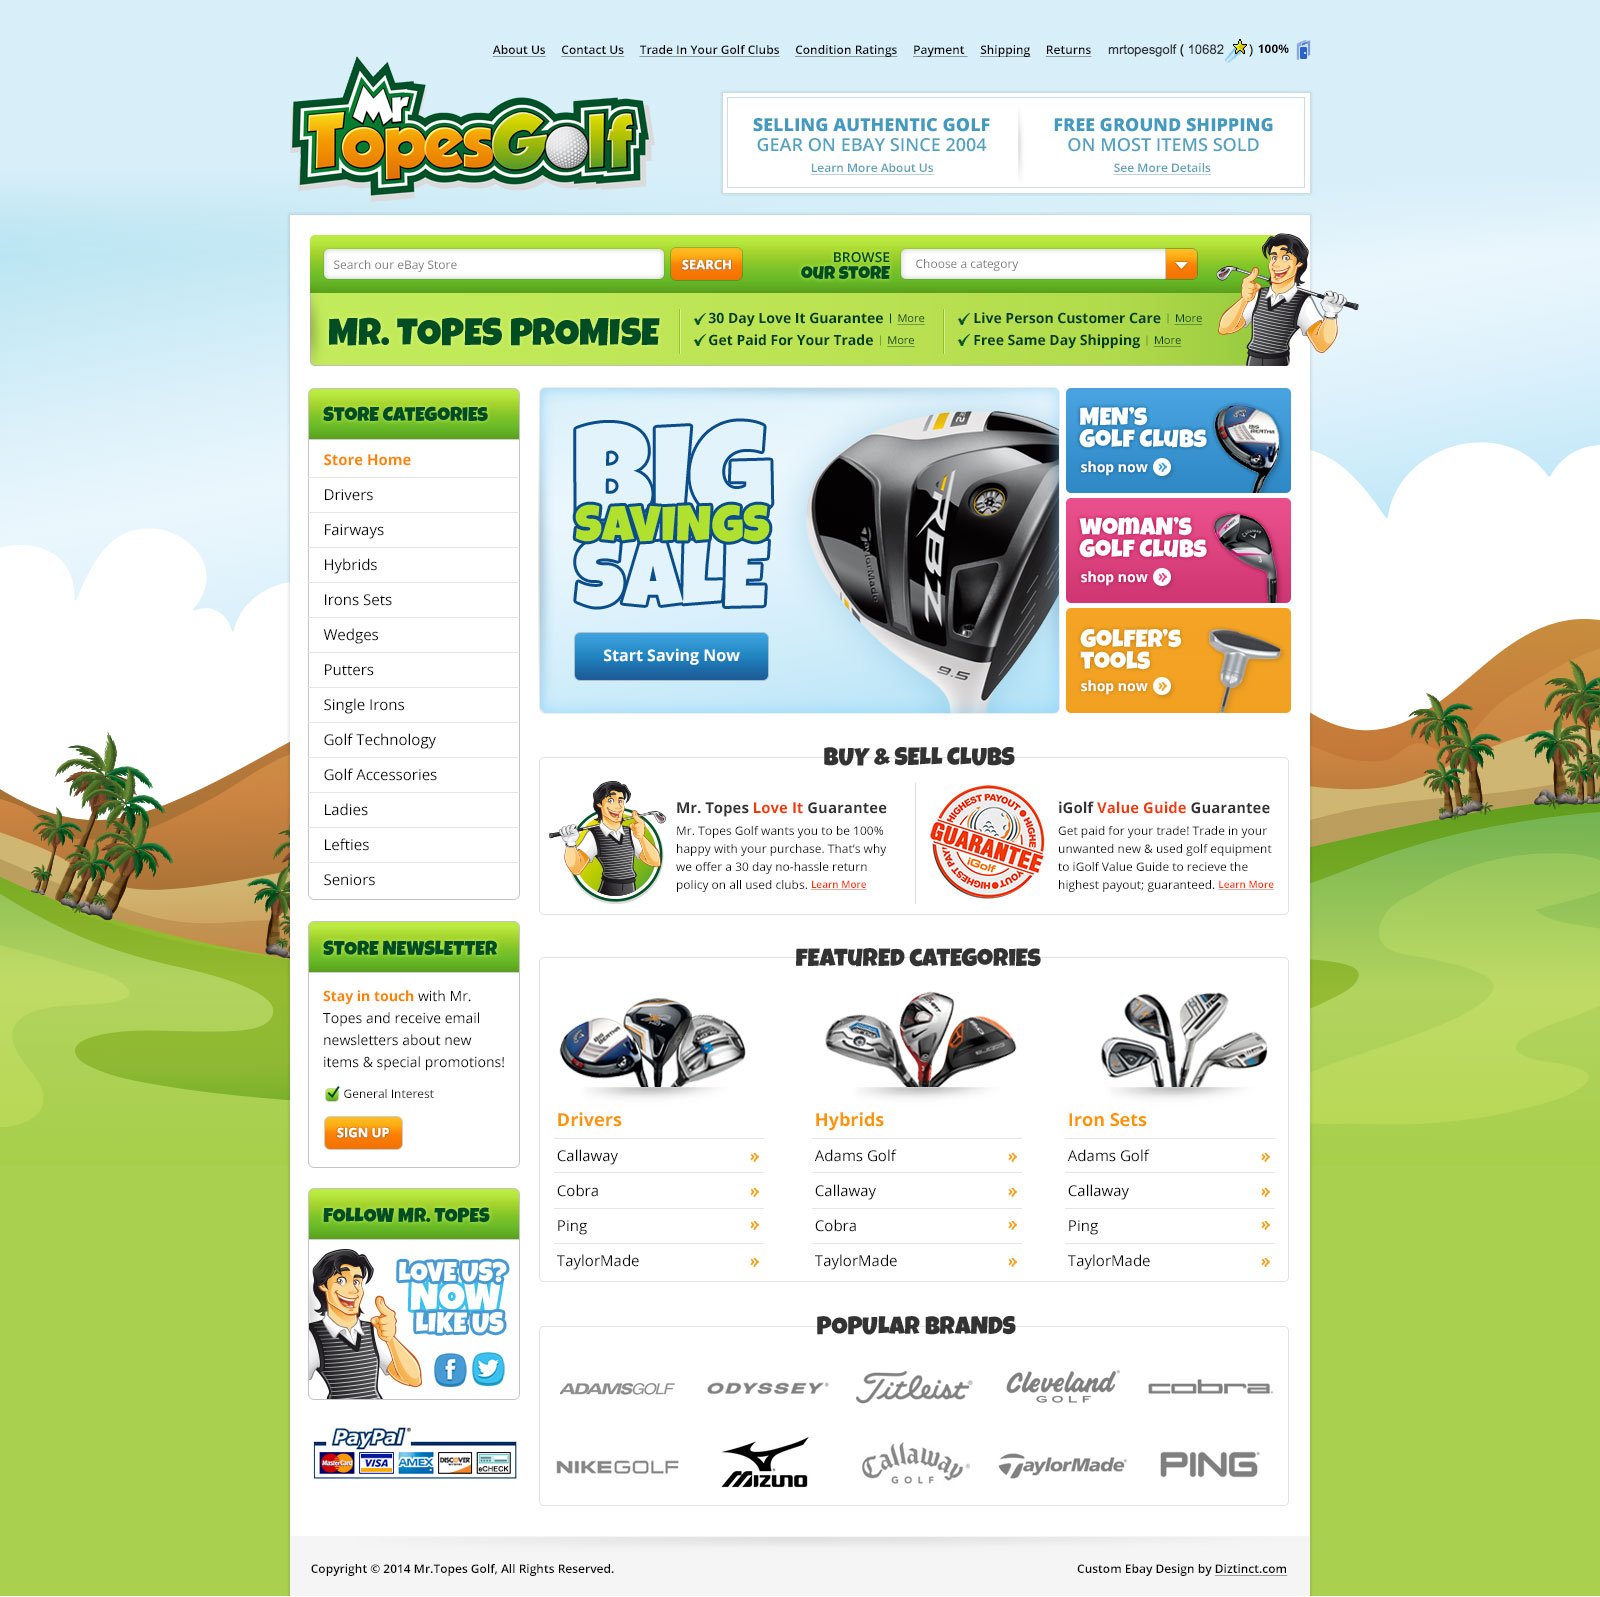 About Us Contact Us Trade In Your Golf Clubs Condition Ratings Payment Shipping Returns mrtopesgolf ( 10682 ) 100%
Mr
TopesGolf
SELLING AUTHENTIC GOLF
GEAR ON EBAY SINCE 2004
Learn More About Us
FREE GROUND SHIPPING
ON MOST ITEMS SOLD
See More Details
Search our eBay Store SEARCH
BROWSE
OUR STORE
Choose a category
MR. TOPES PROMISE
30 Day Love It Guarantee | More
Get Paid For Your Trade | More
Live Person Customer Care | More
Free Same Day Shipping | More
STORE CATEGORIES
Store Home
Drivers
Fairways
Hybrids
Irons Sets
Wedges
Putters
Single Irons
Golf Technology
Golf Accessories
Ladies
Lefties
Seniors
BIG
SAVINGS
SALE
Start Saving Now
RBZ
TaylorMade
9.5
MEN'S
GOLF CLUBS
shop now »
BIG
BERTHA
WOMAN'S
GOLF CLUBS
shop now »
GOLFER'S
TOOLS
shop now »
BUY & SELL CLUBS
Mr. Topes Love It Guarantee
Mr. Topes Golf wants you to be 100%
happy with your purchase. That's why
we offer a 30 day no-hassle return
policy on all used clubs. Learn More
HIGHEST PAYOUT
GUARANTEE
iGolf
iGolf Value Guide Guarantee
Get paid for your trade! Trade in your
unwanted new & used golf equipment
to iGolf Value Guide to recieve the
highest payout; guaranteed. Learn More
STORE NEWSLETTER
Stay in touch with Mr.
Topes and receive email
newsletters about new
items & special promotions!
General Interest
SIGN UP
FEATURED CATEGORIES
Drivers
Callaway »
Cobra »
Ping »
TaylorMade »
Hybrids
Adams Golf »
Callaway »
Cobra »
TaylorMade »
Iron Sets
Adams Golf »
Callaway »
Ping »
TaylorMade »
FOLLOW MR. TOPES
LOVE US?
NOW
LIKE US
PayPal
MasterCard VISA AMEX DISCOVER eCHECK
POPULAR BRANDS
ADAMSGOLF ODYSSEY® Titleist® Cleveland GOLF cobra
NIKEGOLF MIZUNO Callaway GOLF TaylorMade PING
Copyright © 2014 Mr.Topes Golf, All Rights Reserved.
Custom Ebay Design by Diztinct.com